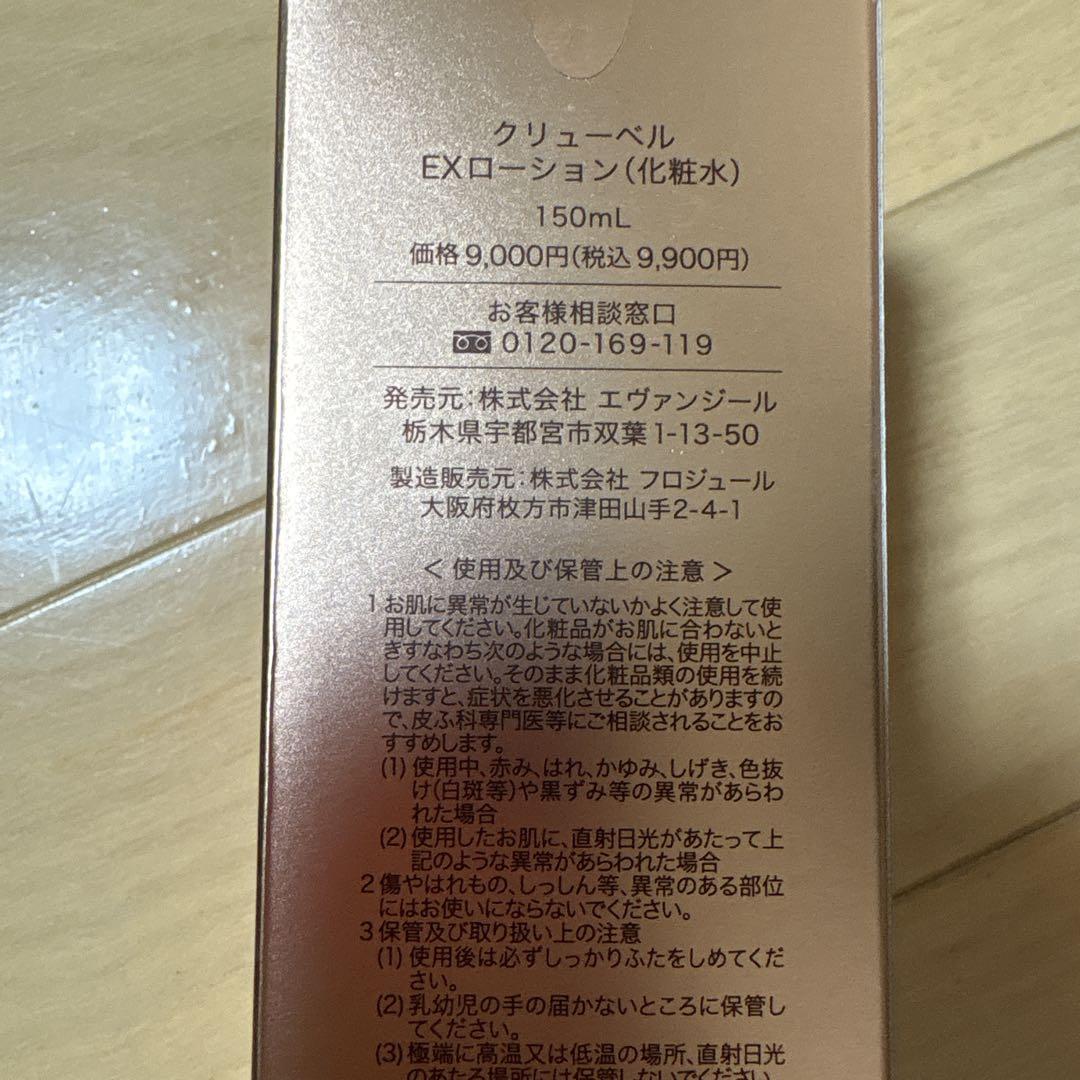 クリューベル
EXローション(化粧水)
150mL
価格9,000円(税込9,900円)
お客様相談窓口
0120-169-119
発売元:株式会社 エヴァンジール
栃木県宇都宮市双葉1-13-50
製造販売元:株式会社 フロジュール
大阪府枚方市津田山手2-4-1
<使用及び保管上の注意>
1お肌に異常が生じていないかよく注意して使
用してください。化粧品がお肌に合わないと
きすなわち次のような場合には、使用を中止
してください。そのまま化粧品類の使用を続
けますと、症状を悪化させることがありますの
で、皮ふ科専門医等にご相談されることをお
すすめします。
(1)使用中、赤み、はれ、かゆみ、しげき、色抜
け(白斑等)や黒ずみ等の異常があらわ
れた場合
(2)使用したお肌に、直射日光があたって上
記のような異常があらわれた場合
2傷やはれもの、しっしん等、異常のある部位
にはお使いにならないでください。
3保管及び取り扱い上の注意
(1)使用後は必ずしっかりふたをしめてくだ
さい。
(2)乳幼児の手の届かないところに保管し
てください。
(3)極端に高温又は低温の場所、直射日光
のあたる場所には保管しないでください。